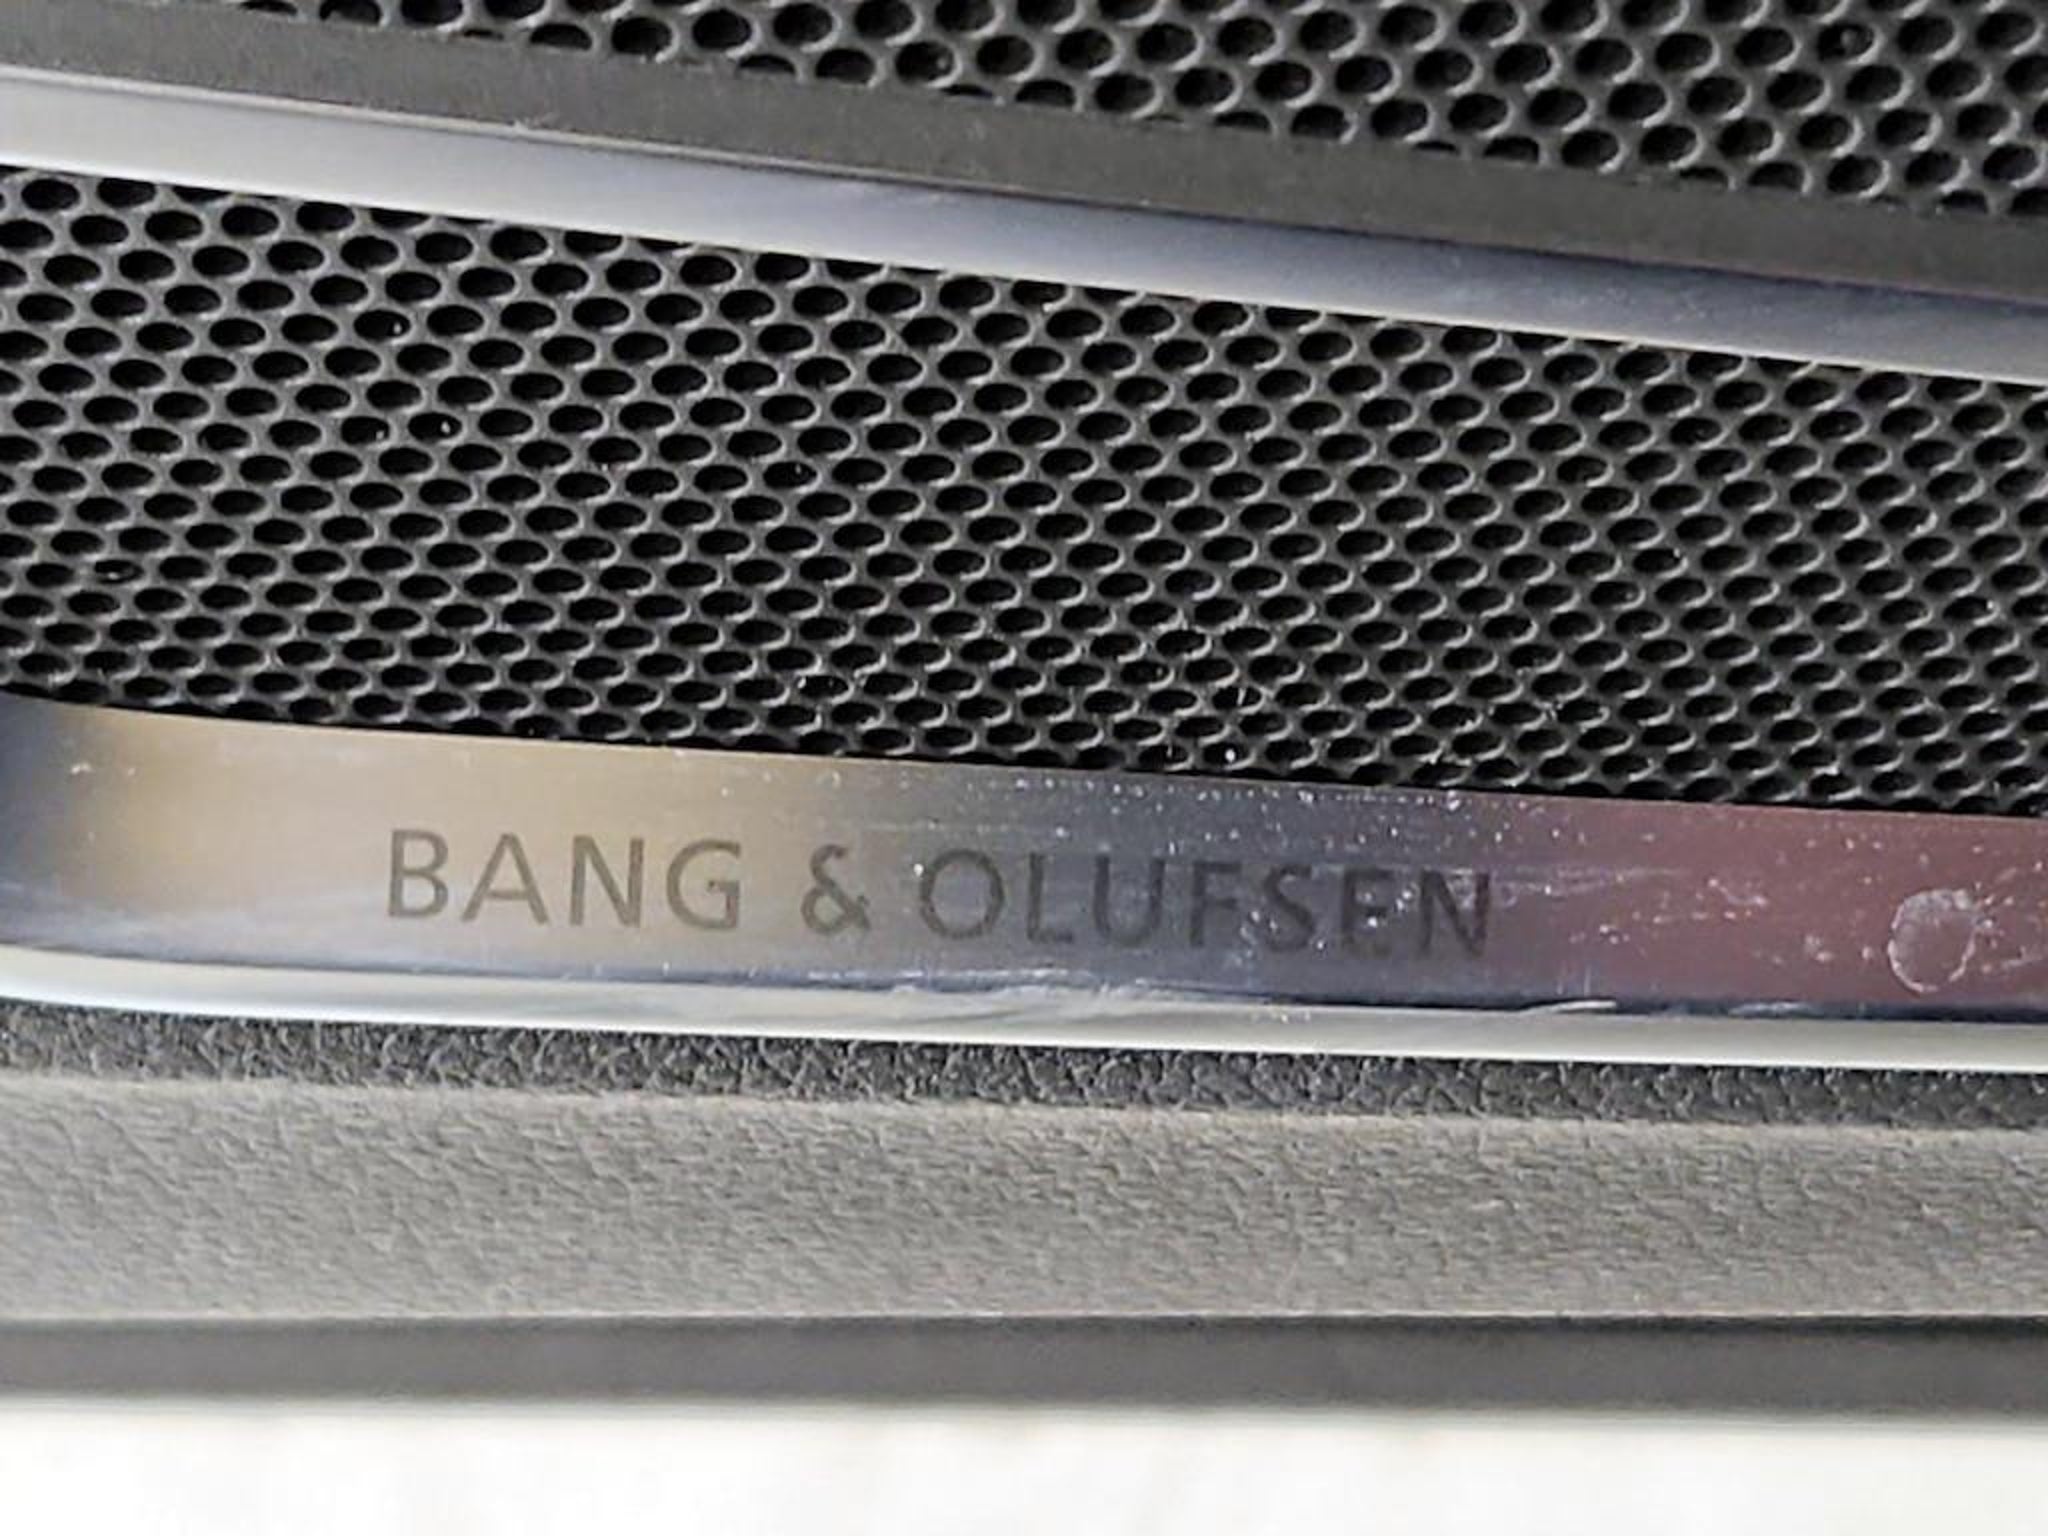 BANG & OLUFSEN